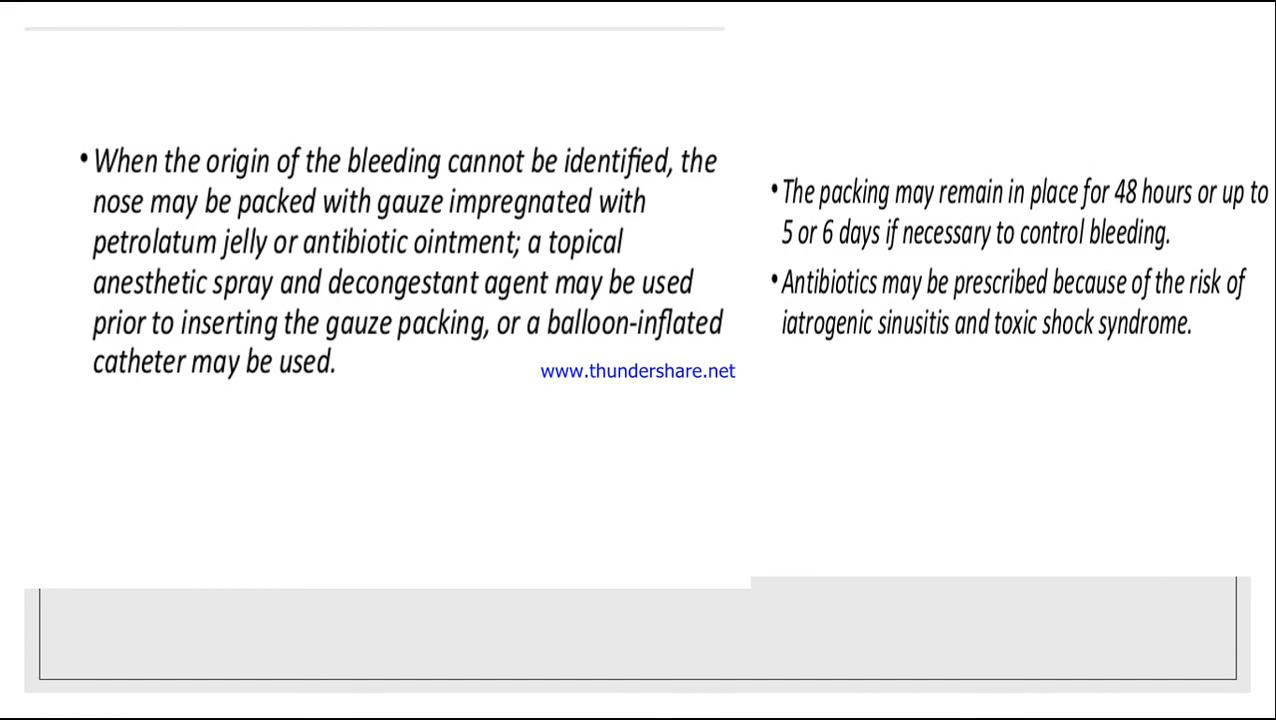 • When the origin of the bleeding cannot be identified, the
nose may be packed with gauze impregnated with
petrolatum jelly or antibiotic ointment; a topical
anesthetic spray and decongestant agent may be used
prior to inserting the gauze packing, or a balloon-inflated
catheter may be used.
www.thundershare.net
• The packing may remain in place for 48 hours or up to
5 or 6 days if necessary to control bleeding.
• Antibiotics may be prescribed because of the risk of
iatrogenic sinusitis and toxic shock syndrome.